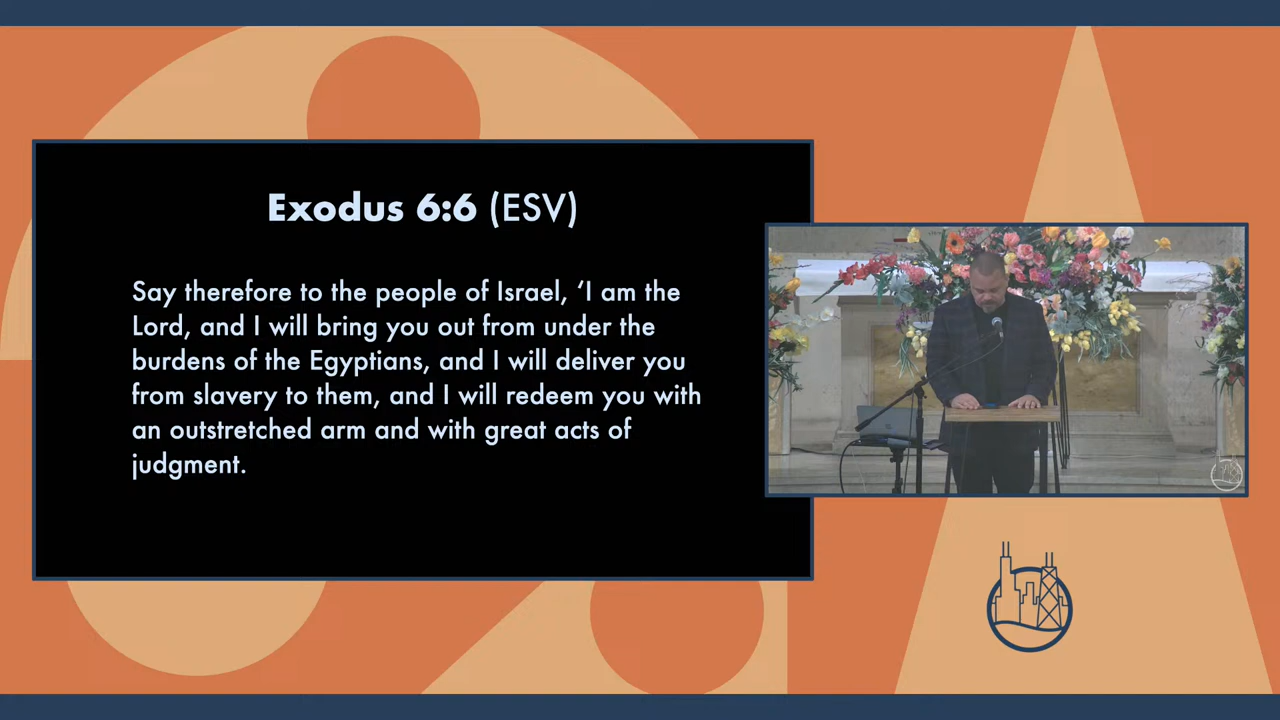 Exodus 6:6 (ESV)
Say therefore to the people of Israel, ‘I am the
Lord, and I will bring you out from under the
burdens of the Egyptians, and I will deliver you
from slavery to them, and I will redeem you with
an outstretched arm and with great acts of
judgment.